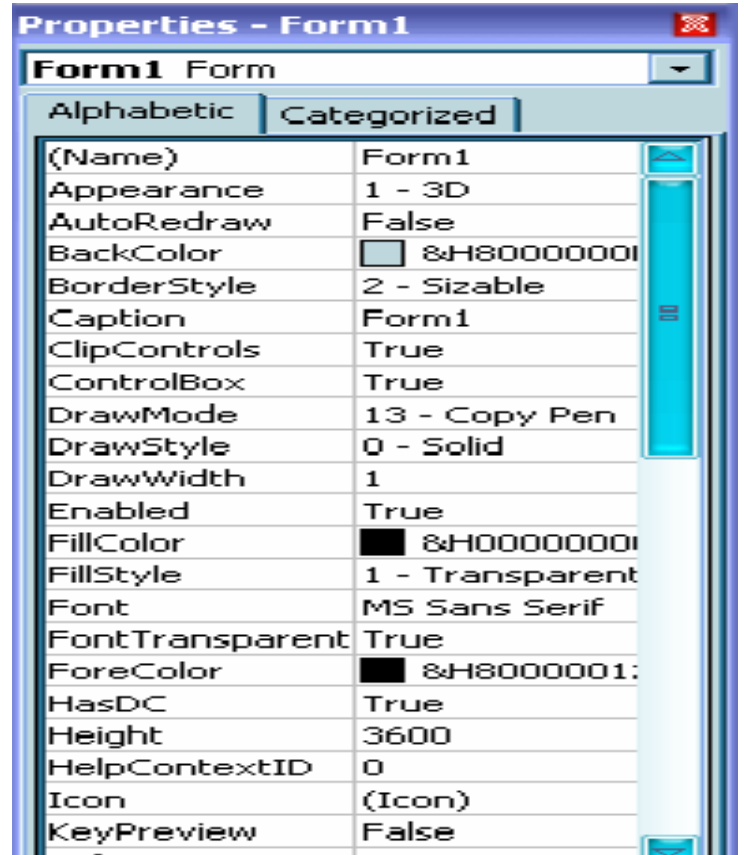 Properties - Form1
Form1 Form
Alphabetic Categorized
(Name) Form1
Appearance 1 - 3D
AutoRedraw False
BackColor
BorderStyle 2 - Sizable
Caption Form1
ClipControls True
ControlBox True
DrawMode 13 - Copy Pen
DrawStyle 0 - Solid
DrawWidth 1
Enabled True
FillColor
FillStyle 1 - Transparent
Font MS Sans Serif
FontTransparent True
ForeColor
HasDC True
Height 3600
HelpContextID 0
Icon (Icon)
KeyPreview False